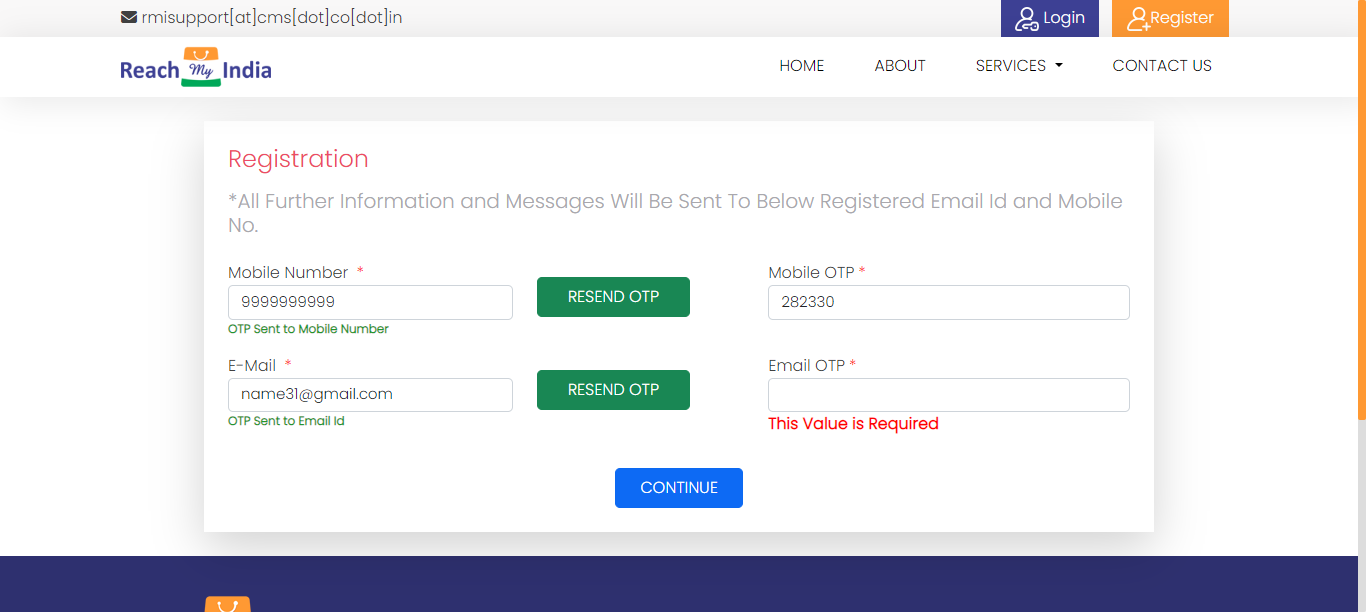 rmisupport[at]cms[dot]co[dot]in
Login
Register
Reach My India
HOME
ABOUT
SERVICES
CONTACT US
Registration
*All Further Information and Messages Will Be Sent To Below Registered Email Id and Mobile
No.
Mobile Number *
Mobile OTP *
9999999999
RESEND OTP
282330
OTP Sent to Mobile Number
E-Mail *
Email OTP *
name31@gmail.com
RESEND OTP
OTP Sent to Email Id
This Value is Required
CONTINUE